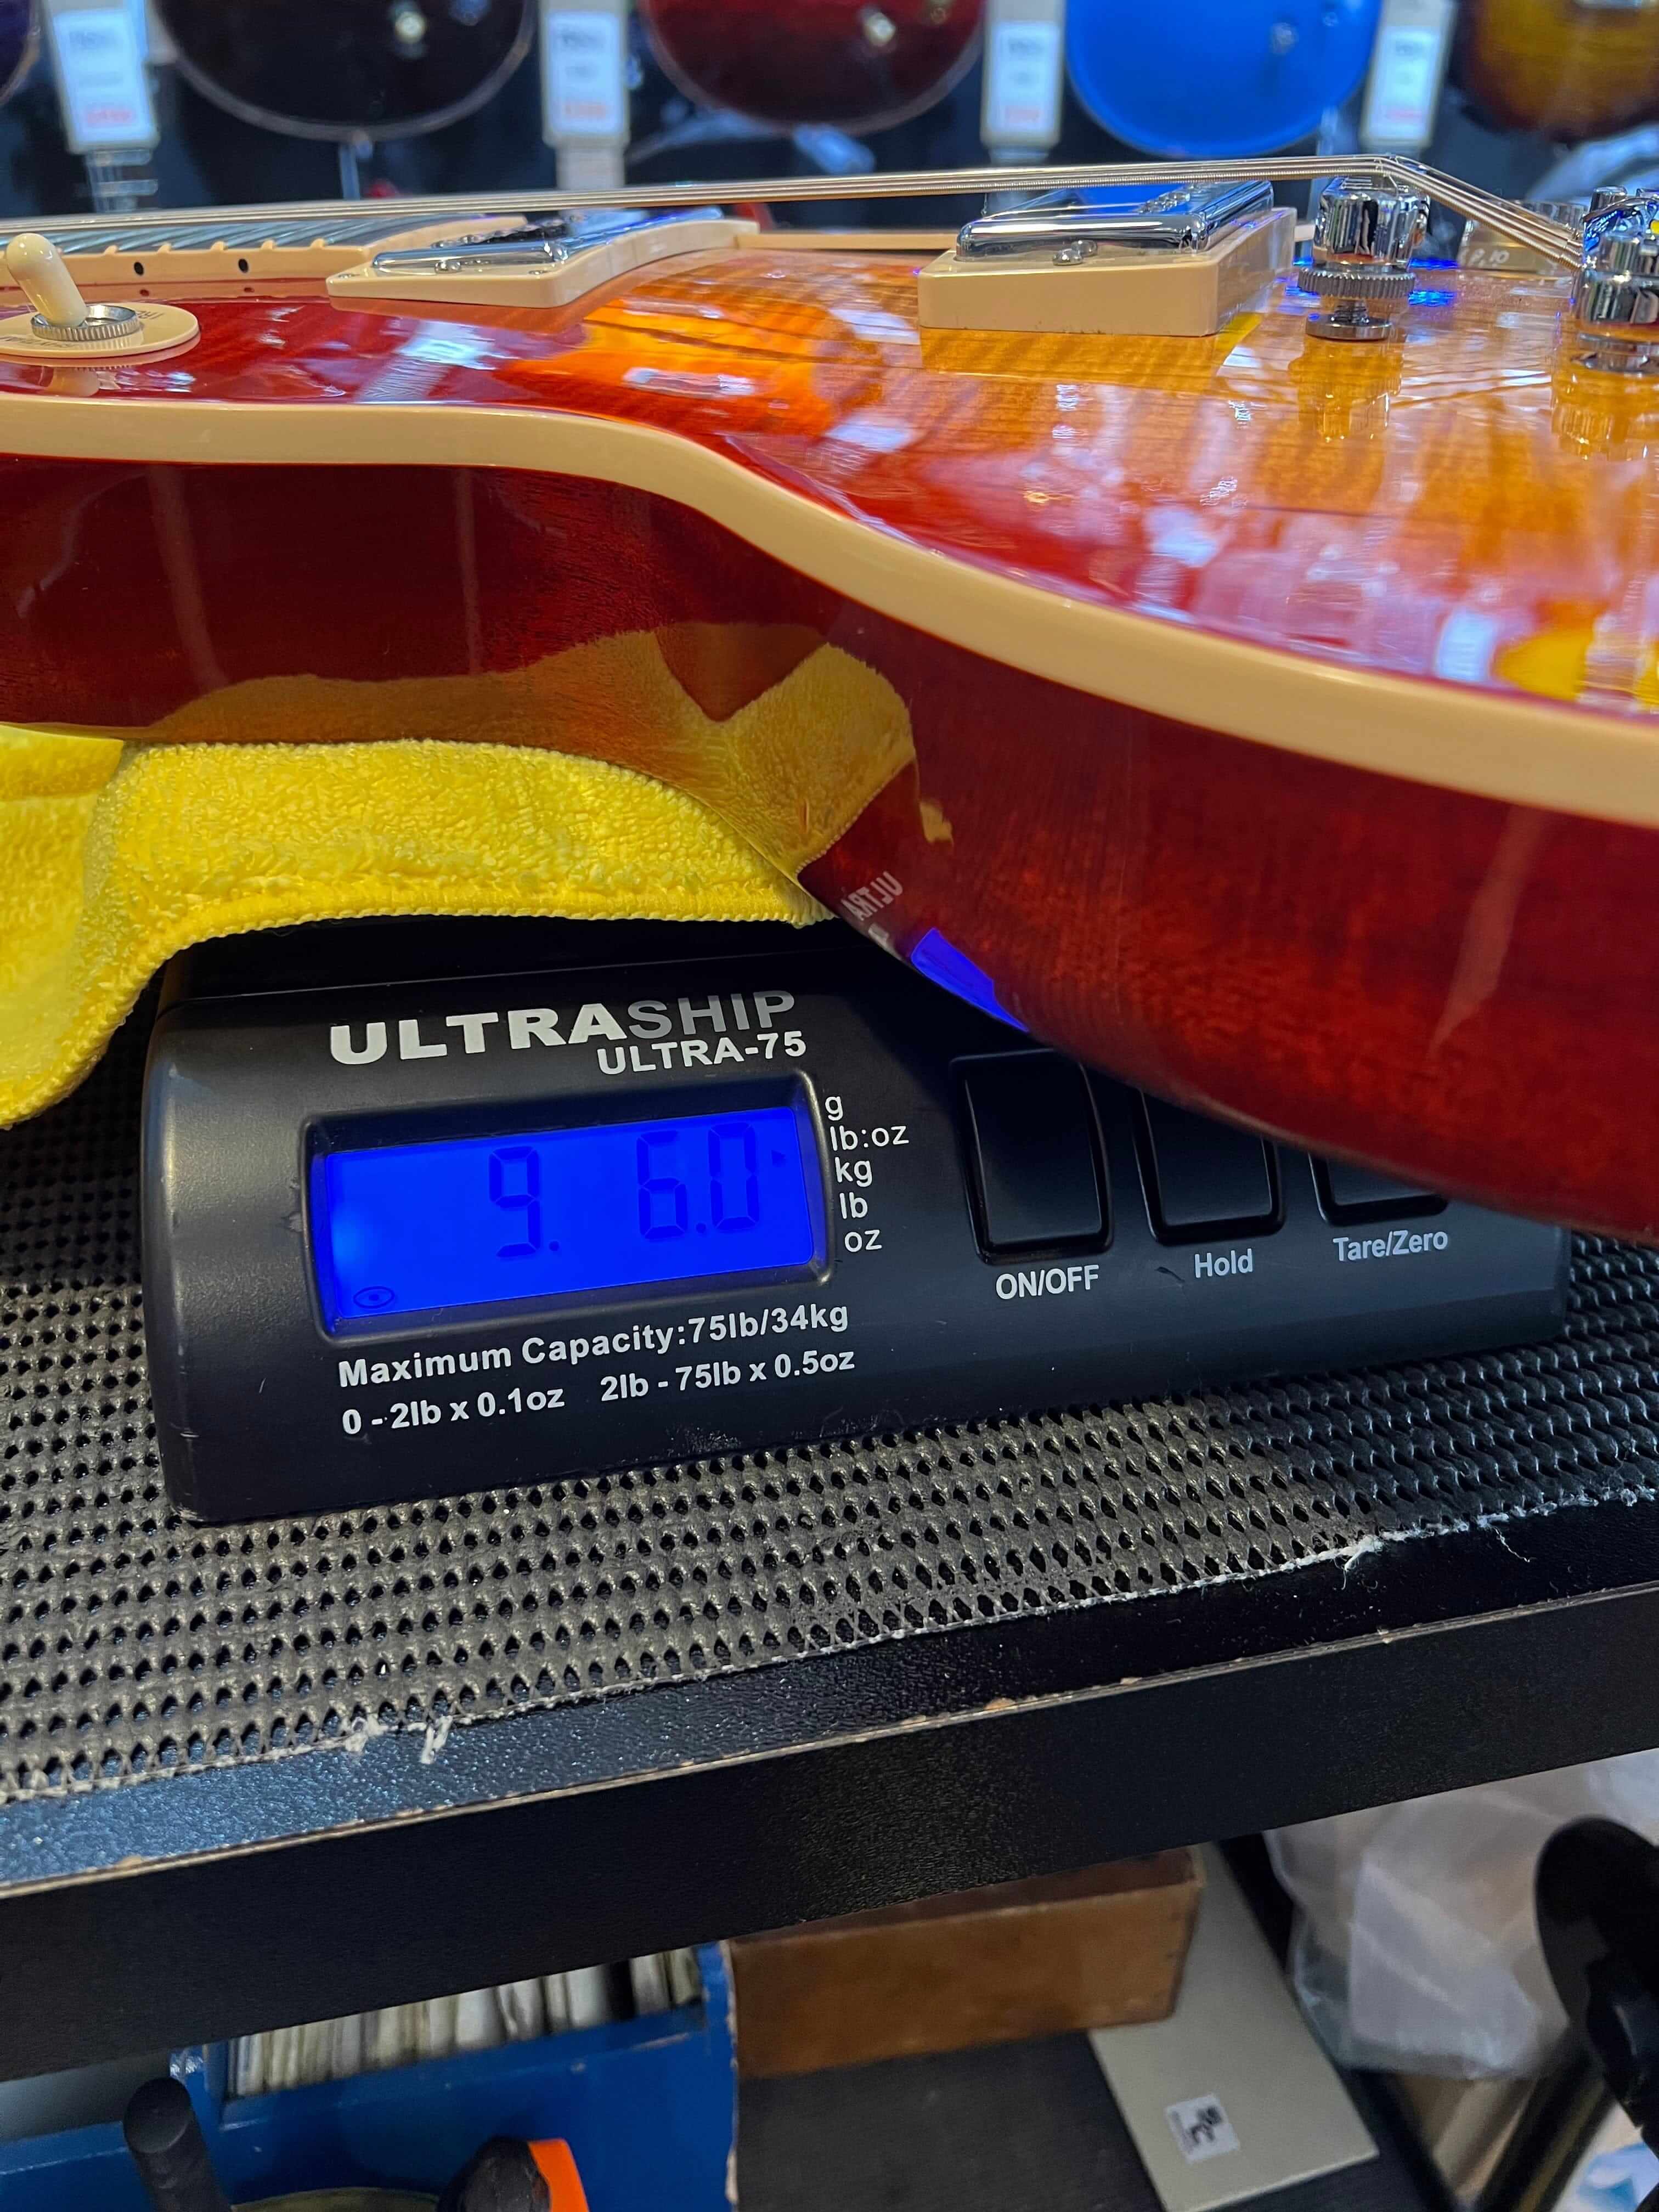 ULTRASHIP
ULTRA-75
9. 6.0
g
lb:oz
kg
lb
oz
ON/OFF
Hold
Tare/Zero
Maximum Capacity:75lb/34kg
0 - 2lb x 0.1oz 2lb - 75lb x 0.5oz